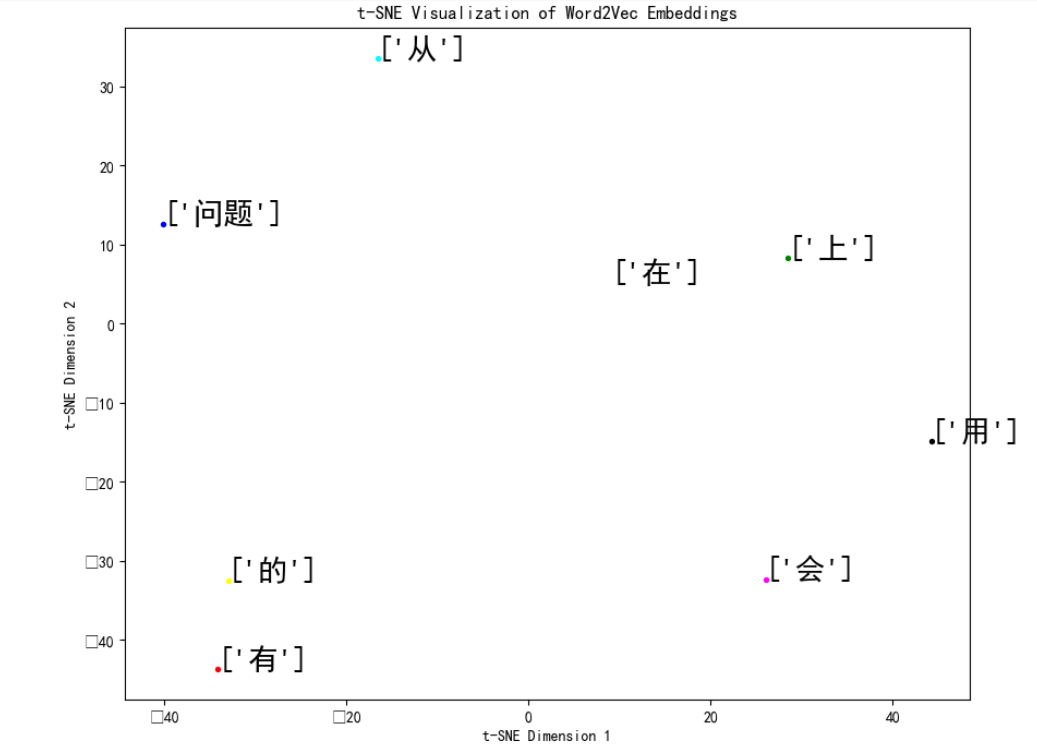 t-SNE Visualization of Word2Vec Embeddings
['从']
30
20
['问题']
10
['上']
['在']
0
t-SNE Dimension 2
□10
['用']
□20
□30
['的']
['会']
□40
['有']
□40
□20
0
20
40
t-SNE Dimension 1